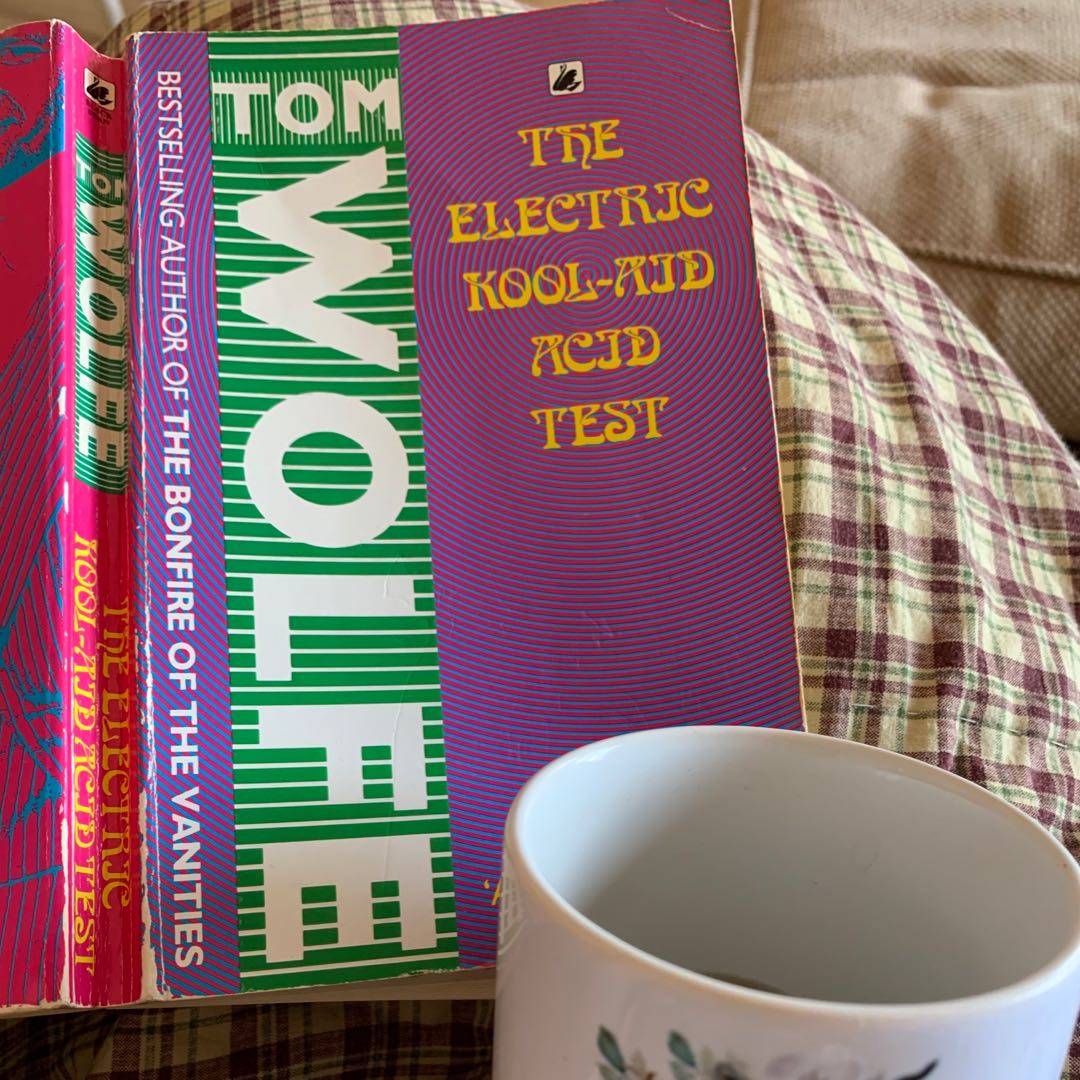 TOM
WOLFE
THE ELECTRIC
KOOL-AID ACID TEST
BESTSELLING AUTHOR OF THE BONFIRE OF THE VANITIES
TOM
WOLFE
THE
ELECTRIC
KOOL-AID
ACID
TEST